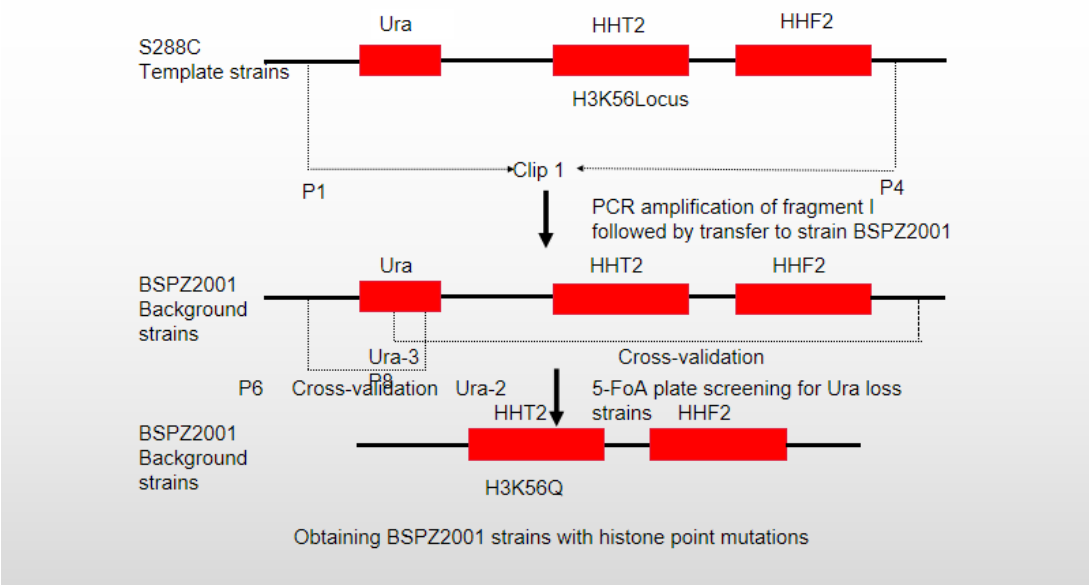 Ura HHT2 HHF2
S288C
Template strains
H3K56Locus
Clip 1
P1 P4
PCR amplification of fragment I
followed by transfer to strain BSPZ2001
Ura HHT2 HHF2
BSPZ2001
Background
strains
Ura-3 Cross-validation
P8
P6 Cross-validation Ura-2 5-FoA plate screening for Ura loss
strains
HHT2 HHF2
BSPZ2001
Background
strains
H3K56Q
Obtaining BSPZ2001 strains with histone point mutations